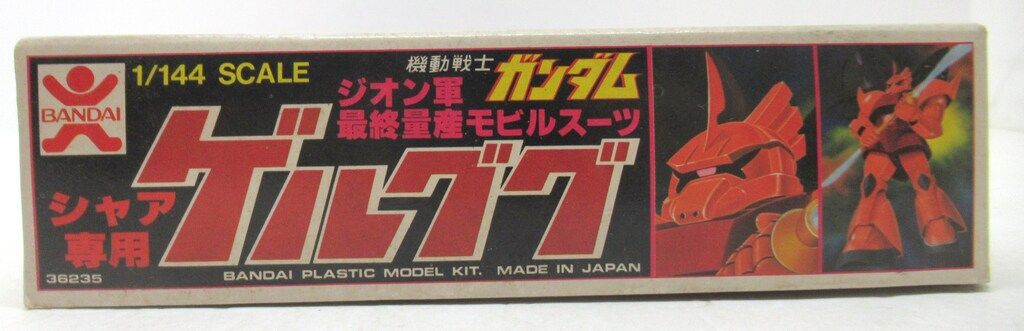 BANDAI
1/144 SCALE
機動戦士 ガンダム
ジオン軍
最終量産モビルスーツ
シャア
専用
ゲルググ
36235
BANDAI PLASTIC MODEL KIT. MADE IN JAPAN